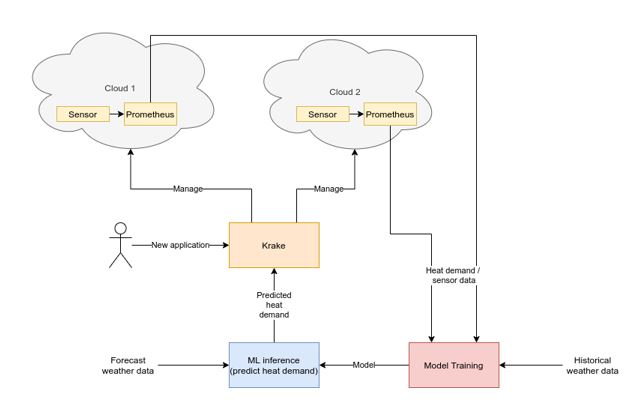 Cloud 1
Sensor
Prometheus
Cloud 2
Sensor
Prometheus
Manage
Manage
New application
Krake
Predicted
heat
demand
Heat demand /
sensor data
Forecast
weather data
ML inference
(predict heat demand)
Model
Model Training
Historical
weather data